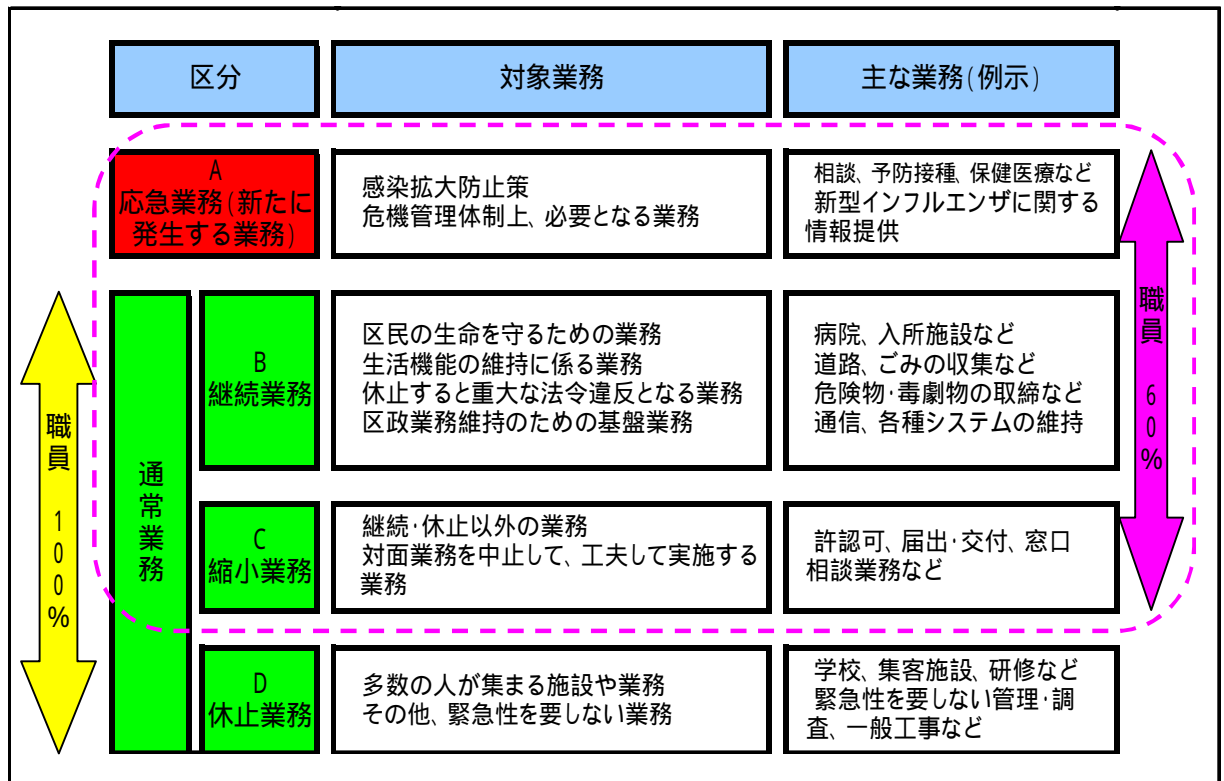 区分
対象業務
主な業務(例示)
A
応急業務(新たに
発生する業務)
感染拡大防止策
危機管理体制上、必要となる業務
相談、予防接種、保健医療など
新型インフルエンザに関する
情報提供
職員 100%
通常業務
B
継続業務
区民の生命を守るための業務
生活機能の維持に係る業務
休止すると重大な法令違反となる業務
区政業務維持のための基盤業務
病院、入所施設など
道路、ごみの収集など
危険物・毒劇物の取締など
通信、各種システムの維持
職員 60%
C
縮小業務
継続・休止以外の業務
対面業務を中止して、工夫して実施する
業務
許認可、届出・交付、窓口
相談業務など
D
休止業務
多数の人が集まる施設や業務
その他、緊急性を要しない業務
学校、集客施設、研修など
緊急性を要しない管理・調
査、一般工事など